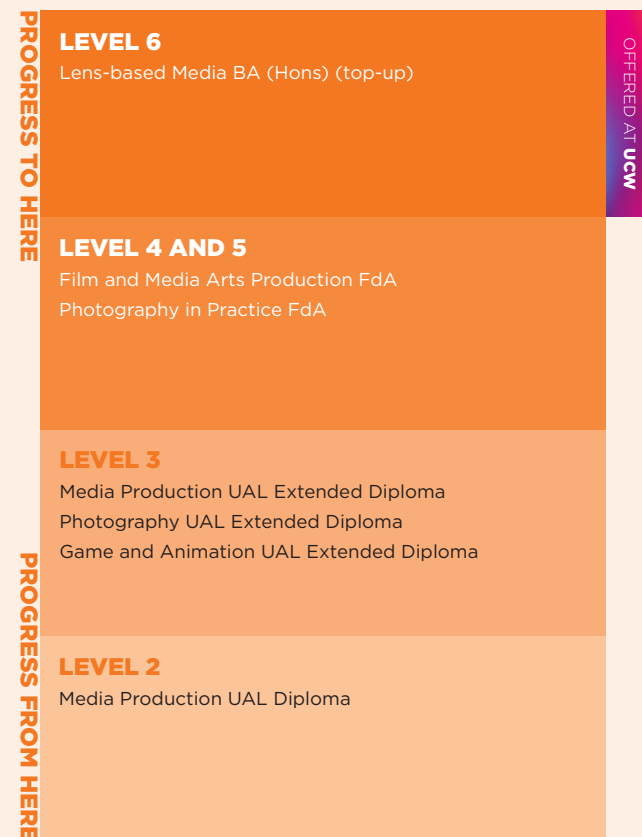 PROGRESS TO HERE
LEVEL 6
Lens-based Media BA (Hons) (top-up)
OFFERED AT UCW
LEVEL 4 AND 5
Film and Media Arts Production FdA
Photography in Practice FdA
LEVEL 3
Media Production UAL Extended Diploma
Photography UAL Extended Diploma
Game and Animation UAL Extended Diploma
PROGRESS FROM HERE
LEVEL 2
Media Production UAL Diploma